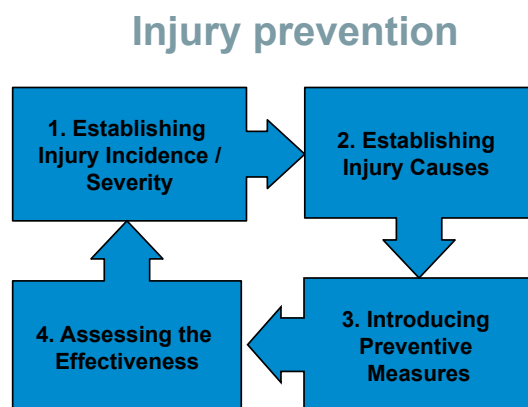 Injury prevention
1. Establishing
Injury Incidence /
Severity
2. Establishing
Injury Causes
3. Introducing
Preventive
Measures
4. Assessing the
Effectiveness